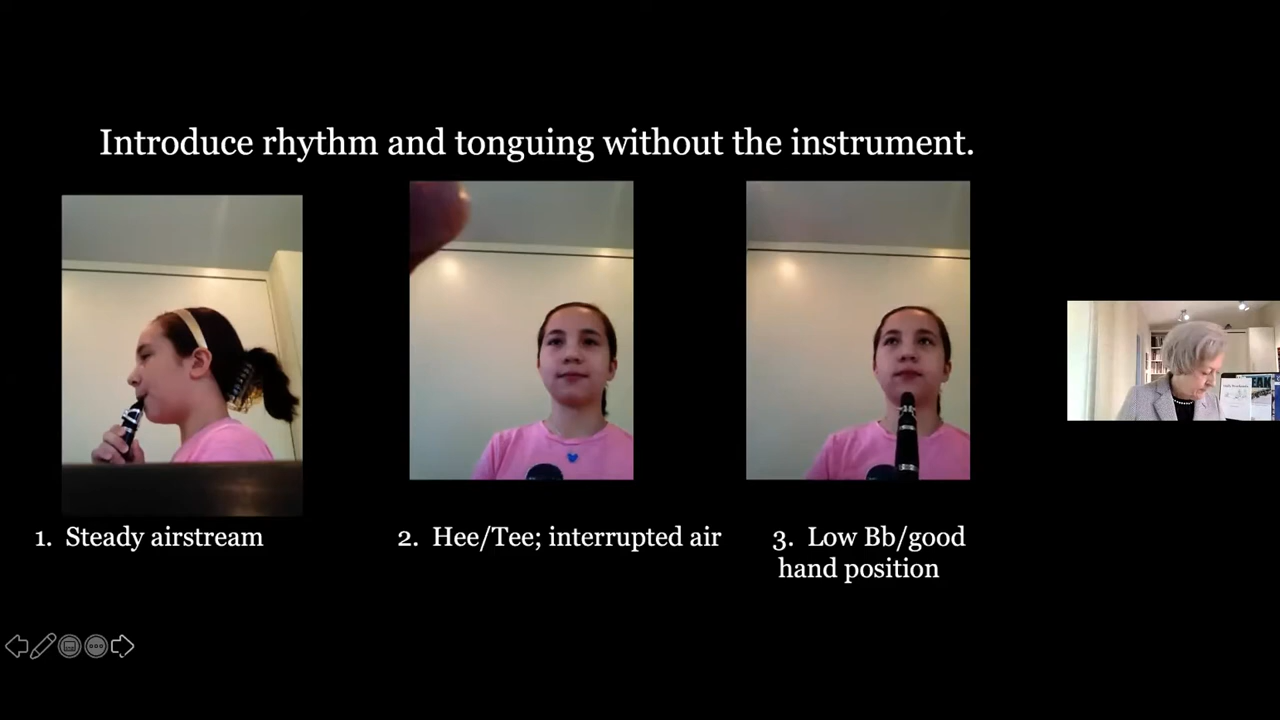 Introduce rhythm and tonguing without the instrument.
1. Steady airstream
2. Hee/Tee; interrupted air
3. Low Bb/good
hand position